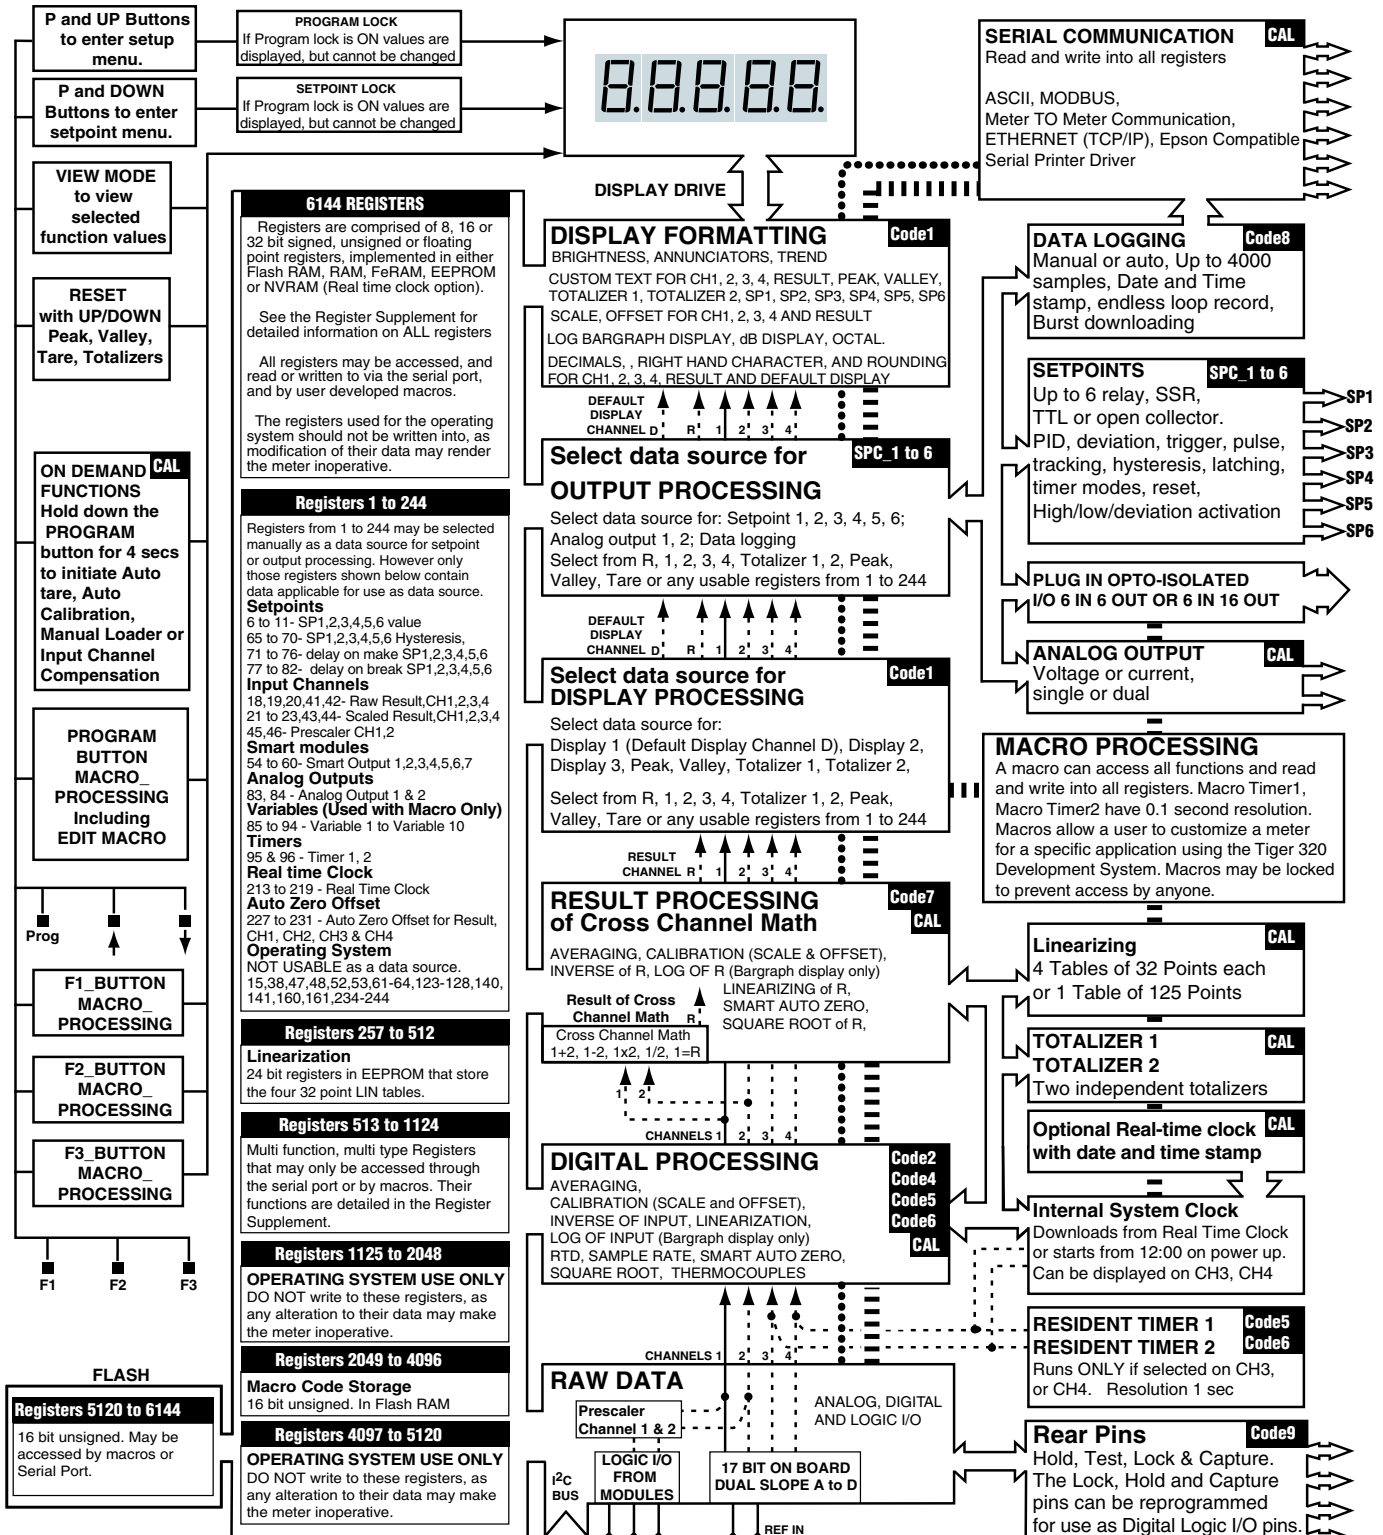 P and UP Buttons
to enter setup
menu.
P and DOWN
Buttons to enter
setpoint menu.
VIEW MODE
to view
selected
function values
RESET
with UP/DOWN
Peak, Valley,
Tare, Totalizers
ON DEMAND CAL
FUNCTIONS
Hold down the
PROGRAM
button for 4 secs
to initiate Auto
tare, Auto
Calibration,
Manual Loader or
Input Channel
Compensation
PROGRAM
BUTTON
MACRO_
PROCESSING
Including
EDIT MACRO
Prog
F1_BUTTON
MACRO_
PROCESSING
F2_BUTTON
MACRO_
PROCESSING
F3_BUTTON
MACRO_
PROCESSING
F1 F2 F3
FLASH
Registers 5120 to 6144
16 bit unsigned. May be
accessed by macros or
Serial Port.
PROGRAM LOCK
If Program lock is ON values are
displayed, but cannot be changed
SETPOINT LOCK
If Program lock is ON values are
displayed, but cannot be changed
6144 REGISTERS
Registers are comprised of 8, 16 or
32 bit signed, unsigned or floating
point registers, implemented in either
Flash RAM, RAM, FeRAM, EEPROM
or NVRAM (Real time clock option).
See the Register Supplement for
detailed information on ALL registers
All registers may be accessed, and
read or written to via the serial port,
and by user developed macros.
The registers used for the operating
system should not be written into, as
modification of their data may render
the meter inoperative.
Registers 1 to 244
Registers from 1 to 244 may be selected
manually as a data source for setpoint
or output processing. However only
those registers shown below contain
data applicable for use as data source.
Setpoints
6 to 11- SP1,2,3,4,5,6 value
65 to 70- SP1,2,3,4,5,6 Hysteresis,
71 to 76- delay on make SP1,2,3,4,5,6
77 to 82- delay on break SP1,2,3,4,5,6
Input Channels
18,19,20,41,42- Raw Result,CH1,2,3,4
21 to 23,43,44- Scaled Result,CH1,2,3,4
45,46- Prescaler CH1,2
Smart modules
54 to 60- Smart Output 1,2,3,4,5,6,7
Analog Outputs
83, 84 - Analog Output 1 & 2
Variables (Used with Macro Only)
85 to 94 - Variable 1 to Variable 10
Timers
95 & 96 - Timer 1, 2
Real time Clock
213 to 219 - Real Time Clock
Auto Zero Offset
227 to 231 - Auto Zero Offset for Result,
CH1, CH2, CH3 & CH4
Operating System
NOT USABLE as a data source.
15,38,47,48,52,53,61-64,123-128,140,
141,160,161,234-244
Registers 257 to 512
Linearization
24 bit registers in EEPROM that store
the four 32 point LIN tables.
Registers 513 to 1124
Multi function, multi type Registers
that may only be accessed through
the serial port or by macros. Their
functions are detailed in the Register
Supplement.
Registers 1125 to 2048
OPERATING SYSTEM USE ONLY
DO NOT write to these registers, as
any alteration to their data may make
the meter inoperative.
Registers 2049 to 4096
Macro Code Storage
16 bit unsigned. In Flash RAM
Registers 4097 to 5120
OPERATING SYSTEM USE ONLY
DO NOT write to these registers, as
any alteration to their data may make
the meter inoperative.
8.8.8.8.8.
DISPLAY DRIVE
DISPLAY FORMATTING Code1
BRIGHTNESS, ANNUNCIATORS, TREND
CUSTOM TEXT FOR CH1, 2, 3, 4, RESULT, PEAK, VALLEY,
TOTALIZER 1, TOTALIZER 2, SP1, SP2, SP3, SP4, SP5, SP6
SCALE, OFFSET FOR CH1, 2, 3, 4 AND RESULT
LOG BARGRAPH DISPLAY, dB DISPLAY, OCTAL.
DECIMALS, , RIGHT HAND CHARACTER, AND ROUNDING
FOR CH1, 2, 3, 4, RESULT AND DEFAULT DISPLAY
DEFAULT
DISPLAY
CHANNEL D R 1 2 3 4
Select data source for SPC_1 to 6
OUTPUT PROCESSING
Select data source for: Setpoint 1, 2, 3, 4, 5, 6;
Analog output 1, 2; Data logging
Select from R, 1, 2, 3, 4, Totalizer 1, 2, Peak,
Valley, Tare or any usable registers from 1 to 244
DEFAULT
DISPLAY
CHANNEL D R 1 2 3 4
Select data source for Code1
DISPLAY PROCESSING
Select data source for:
Display 1 (Default Display Channel D), Display 2,
Display 3, Peak, Valley, Totalizer 1, Totalizer 2,
Select from R, 1, 2, 3, 4, Totalizer 1, 2, Peak,
Valley, Tare or any usable registers from 1 to 244
RESULT
CHANNEL R 1 2 3 4
RESULT PROCESSING Code7
of Cross Channel Math CAL
AVERAGING, CALIBRATION (SCALE & OFFSET),
INVERSE of R, LOG OF R (Bargraph display only)
LINEARIZING of R,
SMART AUTO ZERO,
SQUARE ROOT of R,
Result of Cross
Channel Math R
Cross Channel Math
1+2, 1-2, 1x2, 1/2, 1=R
1 2
CHANNELS 1 2 3 4
DIGITAL PROCESSING Code2
Code4
Code5
Code6
CAL
AVERAGING,
CALIBRATION (SCALE and OFFSET),
INVERSE OF INPUT, LINEARIZATION,
LOG OF INPUT (Bargraph display only)
RTD, SAMPLE RATE, SMART AUTO ZERO,
SQUARE ROOT, THERMOCOUPLES
CHANNELS 1 2 3 4
RAW DATA
ANALOG, DIGITAL
AND LOGIC I/O
Prescaler
Channel 1 & 2
LOGIC I/O
FROM
MODULES
17 BIT ON BOARD
DUAL SLOPE A to D
I2C
BUS
REF IN
SERIAL COMMUNICATION CAL
Read and write into all registers
ASCII, MODBUS,
Meter TO Meter Communication,
ETHERNET (TCP/IP), Epson Compatible
Serial Printer Driver
DATA LOGGING Code8
Manual or auto, Up to 4000
samples, Date and Time
stamp, endless loop record,
Burst downloading
SETPOINTS SPC_1 to 6
Up to 6 relay, SSR,
TTL or open collector.
PID, deviation, trigger, pulse,
tracking, hysteresis, latching,
timer modes, reset,
High/low/deviation activation
SP1
SP2
SP3
SP4
SP5
SP6
PLUG IN OPTO-ISOLATED
I/O 6 IN 6 OUT OR 6 IN 16 OUT
ANALOG OUTPUT CAL
Voltage or current,
single or dual
MACRO PROCESSING
A macro can access all functions and read
and write into all registers. Macro Timer1,
Macro Timer2 have 0.1 second resolution.
Macros allow a user to customize a meter
for a specific application using the Tiger 320
Development System. Macros may be locked
to prevent access by anyone.
Linearizing CAL
4 Tables of 32 Points each
or 1 Table of 125 Points
TOTALIZER 1 CAL
TOTALIZER 2
Two independent totalizers
Optional Real-time clock CAL
with date and time stamp
Internal System Clock
Downloads from Real Time Clock
or starts from 12:00 on power up.
Can be displayed on CH3, CH4
RESIDENT TIMER 1 Code5
RESIDENT TIMER 2 Code6
Runs ONLY if selected on CH3,
or CH4. Resolution 1 sec
Rear Pins Code9
Hold, Test, Lock & Capture.
The Lock, Hold and Capture
pins can be reprogrammed
for use as Digital Logic I/O pins.